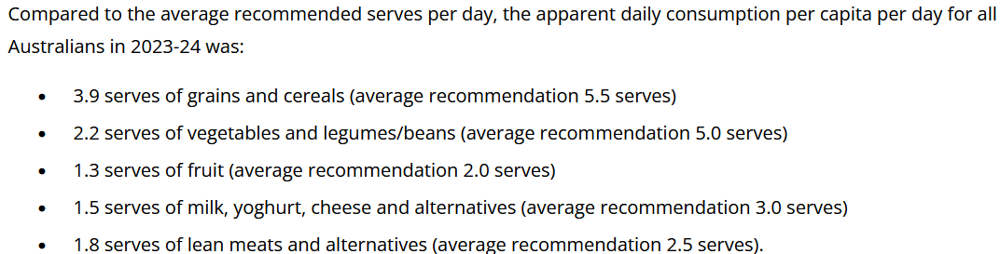 Compared to the average recommended serves per day, the apparent daily consumption per capita per day for all
Australians in 2023-24 was:
• 3.9 serves of grains and cereals (average recommendation 5.5 serves)
• 2.2 serves of vegetables and legumes/beans (average recommendation 5.0 serves)
• 1.3 serves of fruit (average recommendation 2.0 serves)
• 1.5 serves of milk, yoghurt, cheese and alternatives (average recommendation 3.0 serves)
• 1.8 serves of lean meats and alternatives (average recommendation 2.5 serves).